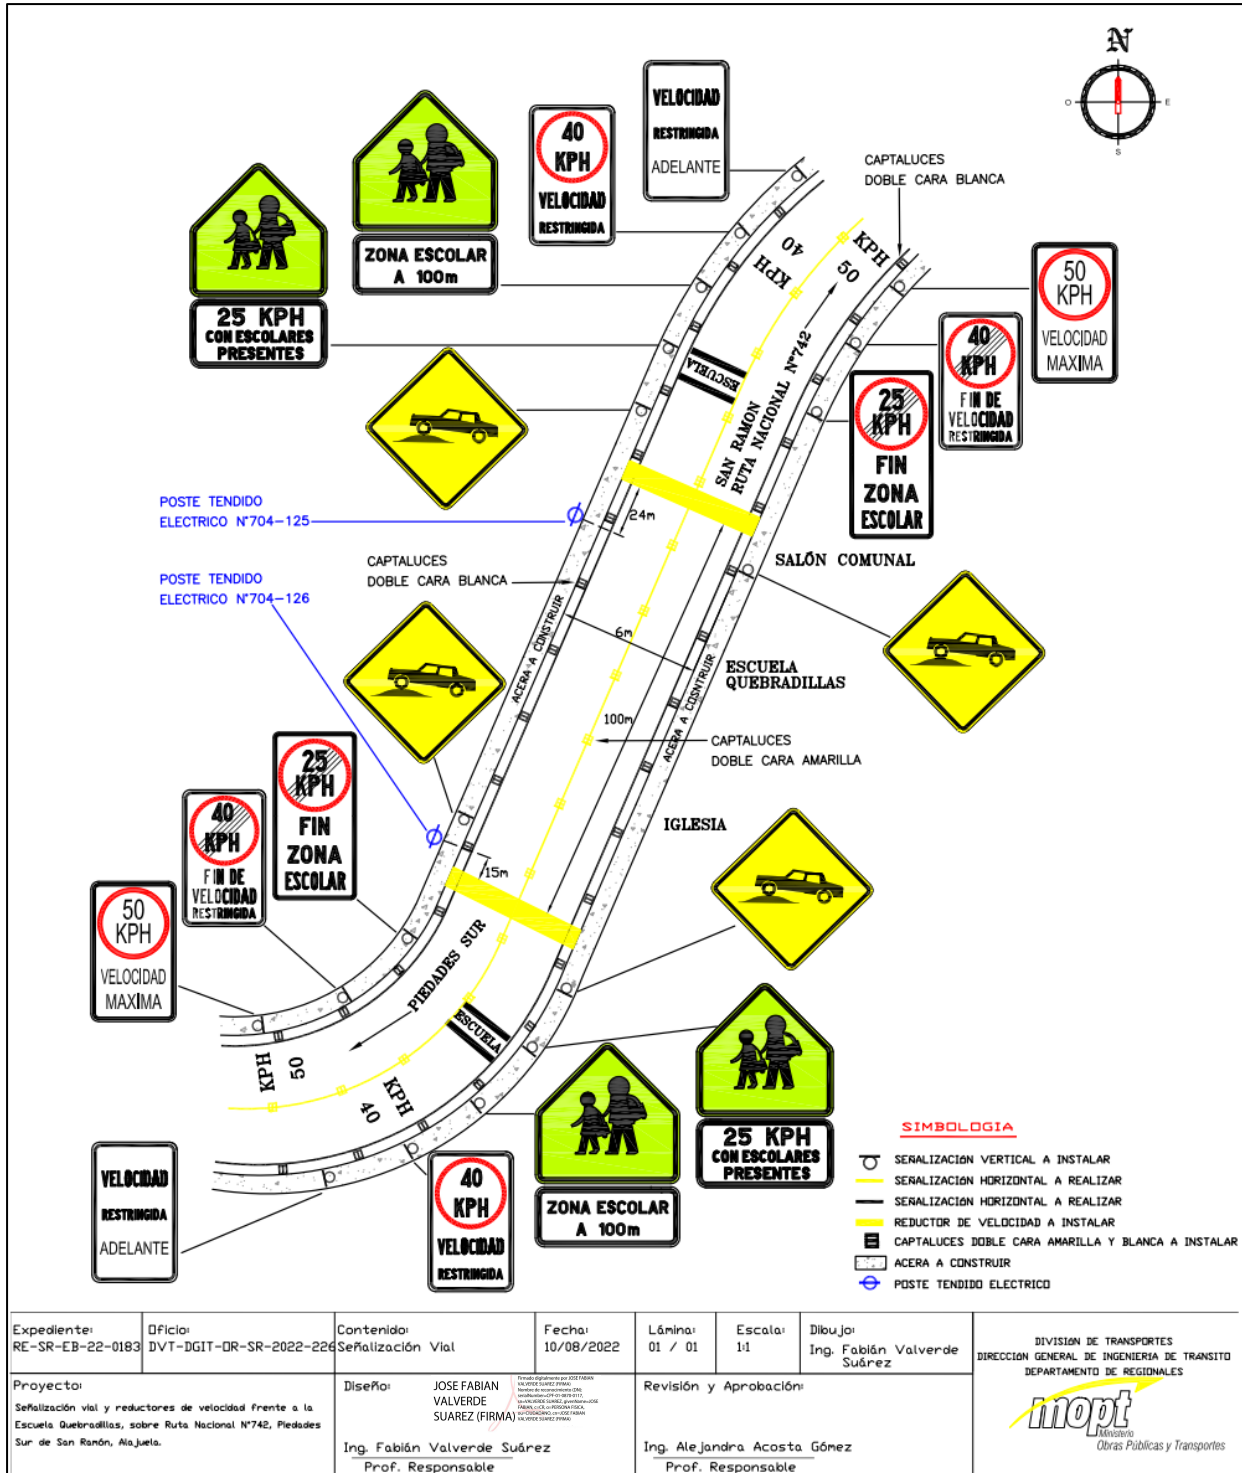 N
O
E
S
VELOCIDAD
RESTRINGIDA
ADELANTE
40
KPH
VELOCIDAD
RESTRINGIDA
ZONA ESCOLAR
A 100m
25 KPH
CON ESCOLARES
PRESENTES
CAPTALUCES
DOBLE CARA BLANCA
50
KPH
VELOCIDAD
MAXIMA
40
KPH
FIN DE
VELOCIDAD
RESTRINGIDA
25
KPH
FIN
ZONA
ESCOLAR
40
KPH
50
KPH
ESCUELA
SAN RAMON
RUTA NACIONAL N°742
POSTE TENDIDO
ELECTRICO N°704-125
24m
SALÓN COMUNAL
CAPTALUCES
DOBLE CARA BLANCA
POSTE TENDIDO
ELECTRICO N°704-126
ACERA A CONSTRUIR
6m
ESCUELA
QUEBRADILLAS
ACERA A COSNTRUIR
100m
CAPTALUCES
DOBLE CARA AMARILLA
IGLESIA
25
KPH
FIN
ZONA
ESCOLAR
40
KPH
FIN DE
VELOCIDAD
RESTRINGIDA
50
KPH
VELOCIDAD
MAXIMA
15m
PIEDADES SUR
ESCUELA
KPH
50
KPH
40
25 KPH
CON ESCOLARES
PRESENTES
ZONA ESCOLAR
A 100m
40
KPH
VELOCIDAD
RESTRINGIDA
VELOCIDAD
RESTRINGIDA
ADELANTE
SIMBOLOGIA
SEÑALIZACIÓN VERTICAL A INSTALAR
SEÑALIZACIÓN HORIZONTAL A REALIZAR
SEÑALIZACIÓN HORIZONTAL A REALIZAR
REDUCTOR DE VELOCIDAD A INSTALAR
CAPTALUCES DOBLE CARA AMARILLA Y BLANCA A INSTALAR
ACERA A CONSTRUIR
POSTE TENDIDO ELECTRICO
Expediente:
RE-SR-EB-22-0183
Oficio:
DVT-DGIT-OR-SR-2022-226
Contenido:
Señalización Vial
Fecha:
10/08/2022
Lámina:
01 / 01
Escala:
1:1
Dibujo:
Ing. Fabián Valverde
Suárez
Proyecto:
Señalización vial y reductores de velocidad frente a la
Escuela Quebradillas, sobre Ruta Nacional N°742, Piedades
Sur de San Ramón, Alajuela.
Diseño:
JOSE FABIAN
VALVERDE
SUAREZ (FIRMA)
Ing. Fabián Valverde Suárez
Prof. Responsable
Revisión y Aprobación:
Ing. Alejandra Acosta Gómez
Prof. Responsable
DIVISIÓN DE TRANSPORTES
DIRECCIÓN GENERAL DE INGENIERIA DE TRANSITO
DEPARTAMENTO DE REGIONALES
mopt
Ministerio
Obras Públicas y Transportes